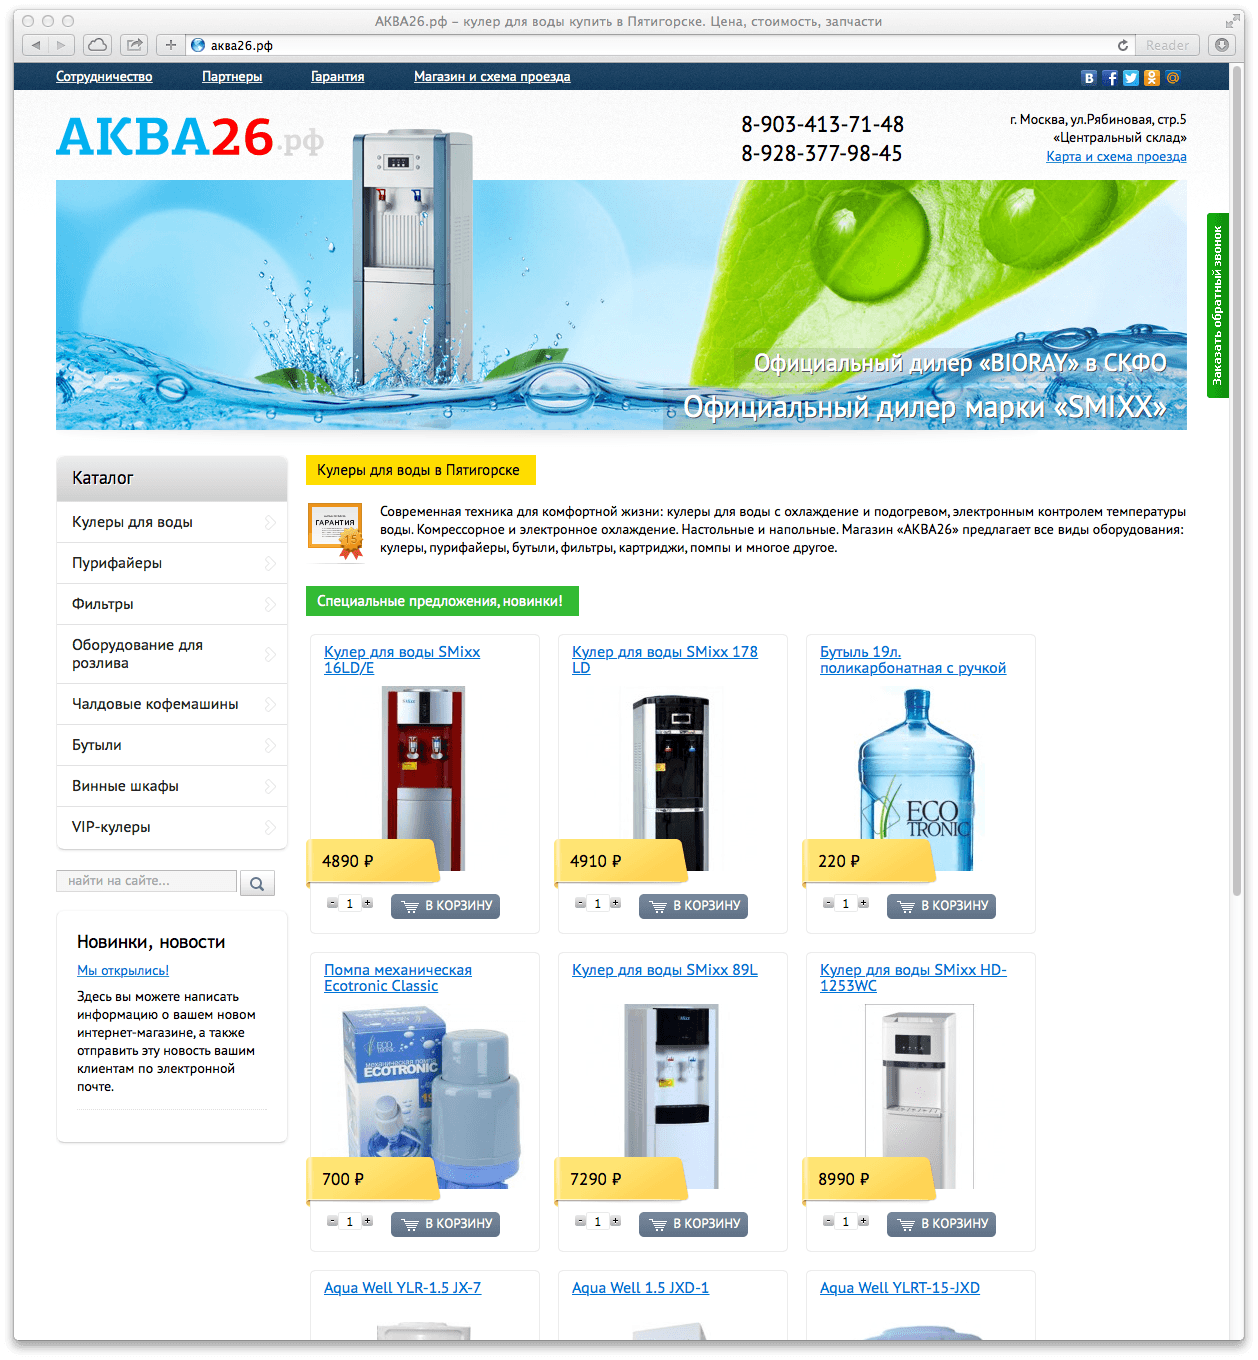 АКВА26.рф – кулер для воды купить в Пятигорске. Цена, стоимость, запчасти
аква26.рф
Reader
Сотрудничество
Партнеры
Гарантия
Магазин и схема проезда
АКВА26.рф
8-903-413-71-48
8-928-377-98-45
г. Москва, ул.Рябиновая, стр.5
«Центральный склад»
Карта и схема проезда
Заказать обратный звонок
Официальный дилер «BIORAY» в СКФО
Официальный дилер марки «SMIXX»
Каталог
Кулеры для воды
Пурифайеры
Фильтры
Оборудование для
розлива
Чалдовые кофемашины
Бутыли
Винные шкафы
VIP-кулеры
найти на сайте...
Новинки, новости
Мы открылись!
Здесь вы можете написать
информацию о вашем новом
интернет-магазине, а также
отправить эту новость вашим
клиентам по электронной
почте.
Кулеры для воды в Пятигорске
ГАРАНТИЯ
15
Современная техника для комфортной жизни: кулеры для воды с охлаждение и подогревом, электронным контролем температуры
воды. Комрессорное и электронное охлаждение. Настольные и напольные. Магазин «АКВА26» предлагает все виды оборудования:
кулеры, пурифайеры, бутыли, фильтры, картриджи, помпы и многое другое.
Специальные предложения, новинки!
Кулер для воды SMixx
16LD/E
4890 ₽
- 1 +
В КОРЗИНУ
Кулер для воды SMixx 178
LD
4910 ₽
- 1 +
В КОРЗИНУ
Бутыль 19л.
поликарбонатная с ручкой
ECO
TRONIC
220 ₽
- 1 +
В КОРЗИНУ
Помпа механическая
Ecotronic Classic
ECO
TRONIC
механическая помпа
ECOTRONIC
700 ₽
- 1 +
В КОРЗИНУ
Кулер для воды SMixx 89L
7290 ₽
- 1 +
В КОРЗИНУ
Кулер для воды SMixx HD-
1253WC
8990 ₽
- 1 +
В КОРЗИНУ
Aqua Well YLR-1.5 JX-7
Aqua Well 1.5 JXD-1
Aqua Well YLRT-15-JXD